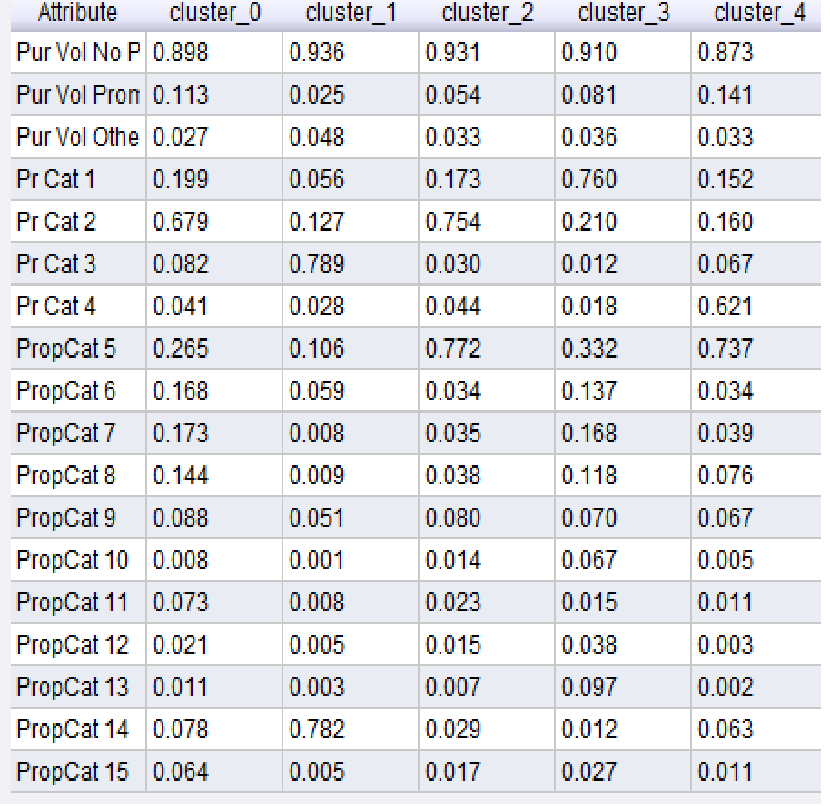 Attribute cluster_0 cluster_1 cluster_2 cluster_3 cluster_4
Pur Vol No P 0.898 0.936 0.931 0.910 0.873
Pur Vol Prom 0.113 0.025 0.054 0.081 0.141
Pur Vol Othe 0.027 0.048 0.033 0.036 0.033
Pr Cat 1 0.199 0.056 0.173 0.760 0.152
Pr Cat 2 0.679 0.127 0.754 0.210 0.160
Pr Cat 3 0.082 0.789 0.030 0.012 0.067
Pr Cat 4 0.041 0.028 0.044 0.018 0.621
PropCat 5 0.265 0.106 0.772 0.332 0.737
PropCat 6 0.168 0.059 0.034 0.137 0.034
PropCat 7 0.173 0.008 0.035 0.168 0.039
PropCat 8 0.144 0.009 0.038 0.118 0.076
PropCat 9 0.088 0.051 0.080 0.070 0.067
PropCat 10 0.008 0.001 0.014 0.067 0.005
PropCat 11 0.073 0.008 0.023 0.015 0.011
PropCat 12 0.021 0.005 0.015 0.038 0.003
PropCat 13 0.011 0.003 0.007 0.097 0.002
PropCat 14 0.078 0.782 0.029 0.012 0.063
PropCat 15 0.064 0.005 0.017 0.027 0.011